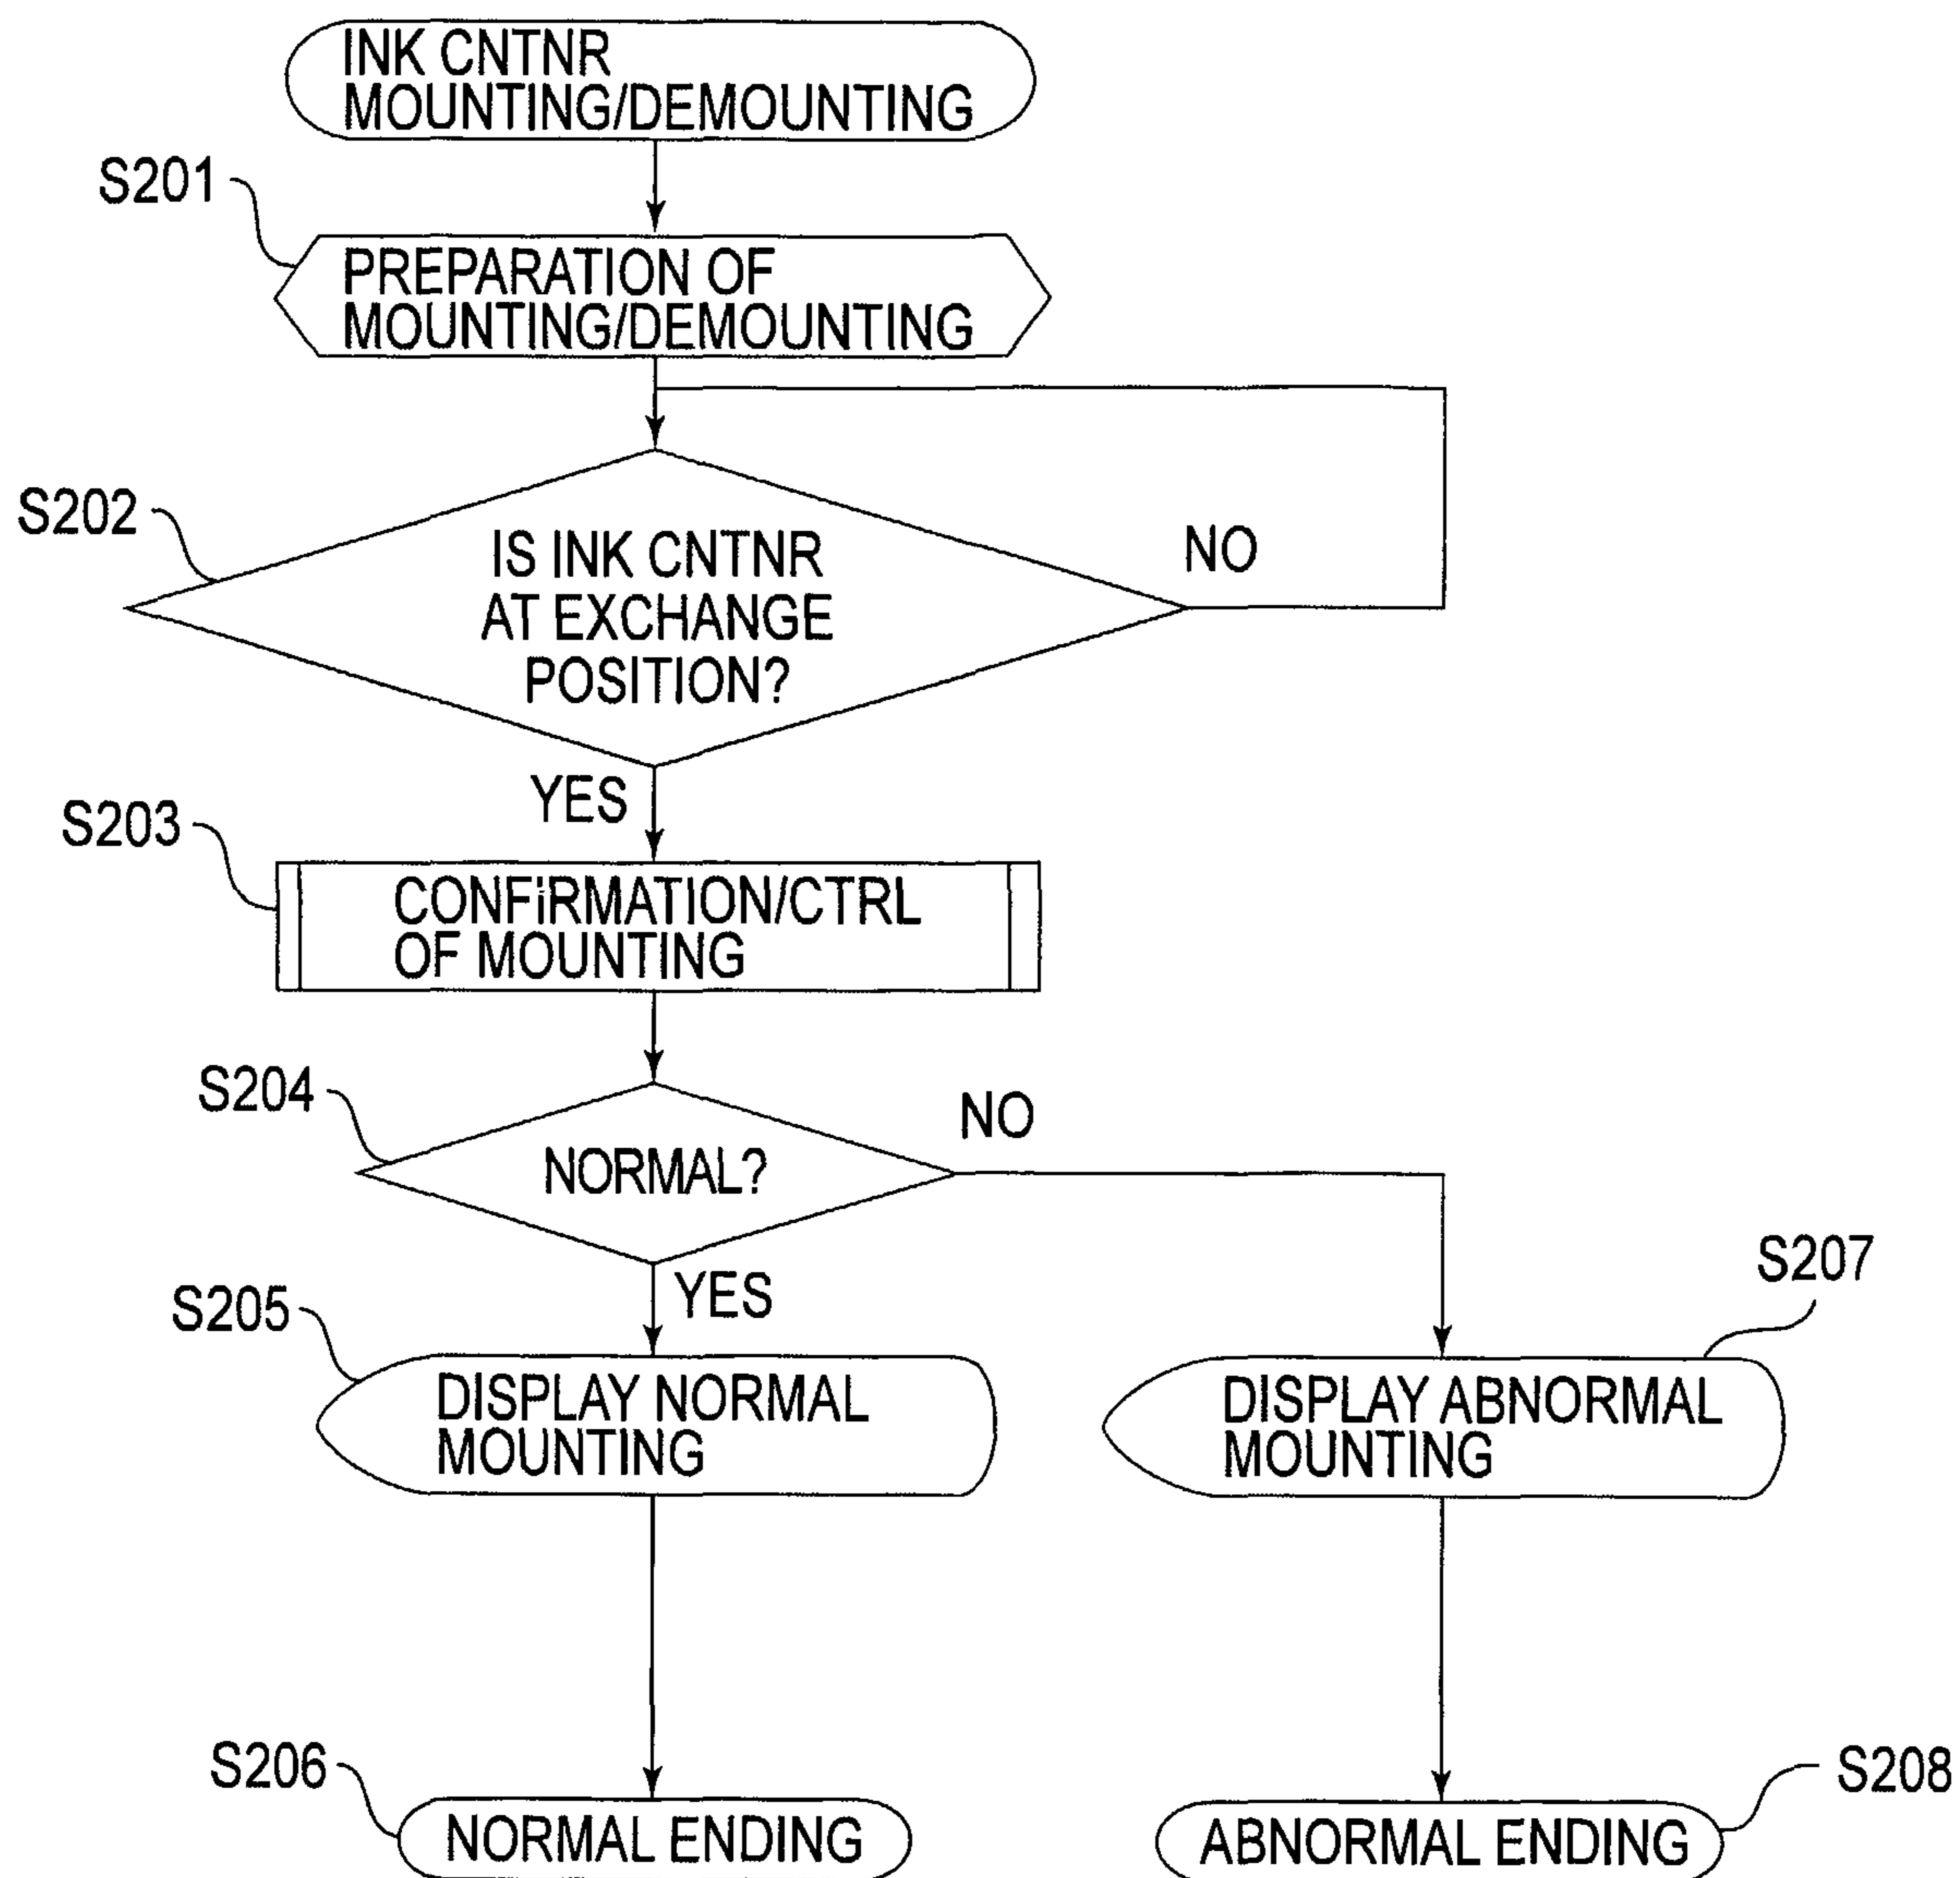 INK CNTNR
MOUNTING/DEMOUNTING
S201
PREPARATION OF
MOUNTING/DEMOUNTING
S202
IS INK CNTNR
AT EXCHANGE
POSITION?
NO
YES
S203
CONFiRMATION/CTRL
OF MOUNTING
S204
NORMAL?
NO
YES
S205
DISPLAY NORMAL
MOUNTING
S207
DISPLAY ABNORMAL
MOUNTING
S206
NORMAL ENDING
S208
ABNORMAL ENDING